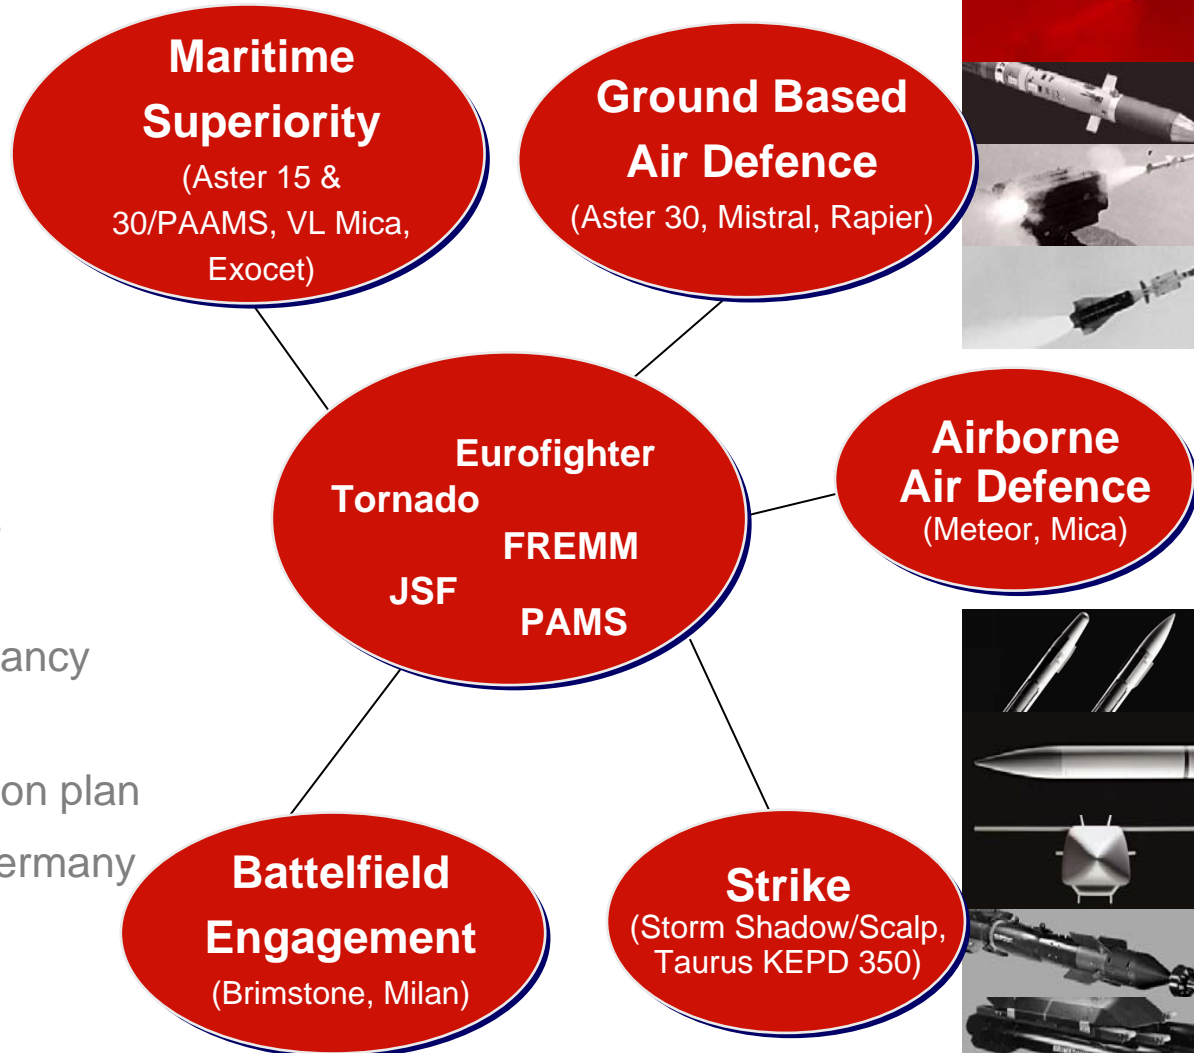 Maritime
Superiority
(Aster 15 &
30/PAAMS, VL Mica,
Exocet)
Ground Based
Air Defence
(Aster 30, Mistral, Rapier)
Airborne
Air Defence
(Meteor, Mica)
Eurofighter
Tornado
FREMM
JSF
PAMS
ancy
on plan
ermany
Battelfield
Engagement
(Brimstone, Milan)
Strike
(Storm Shadow/Scalp,
Taurus KEPD 350)